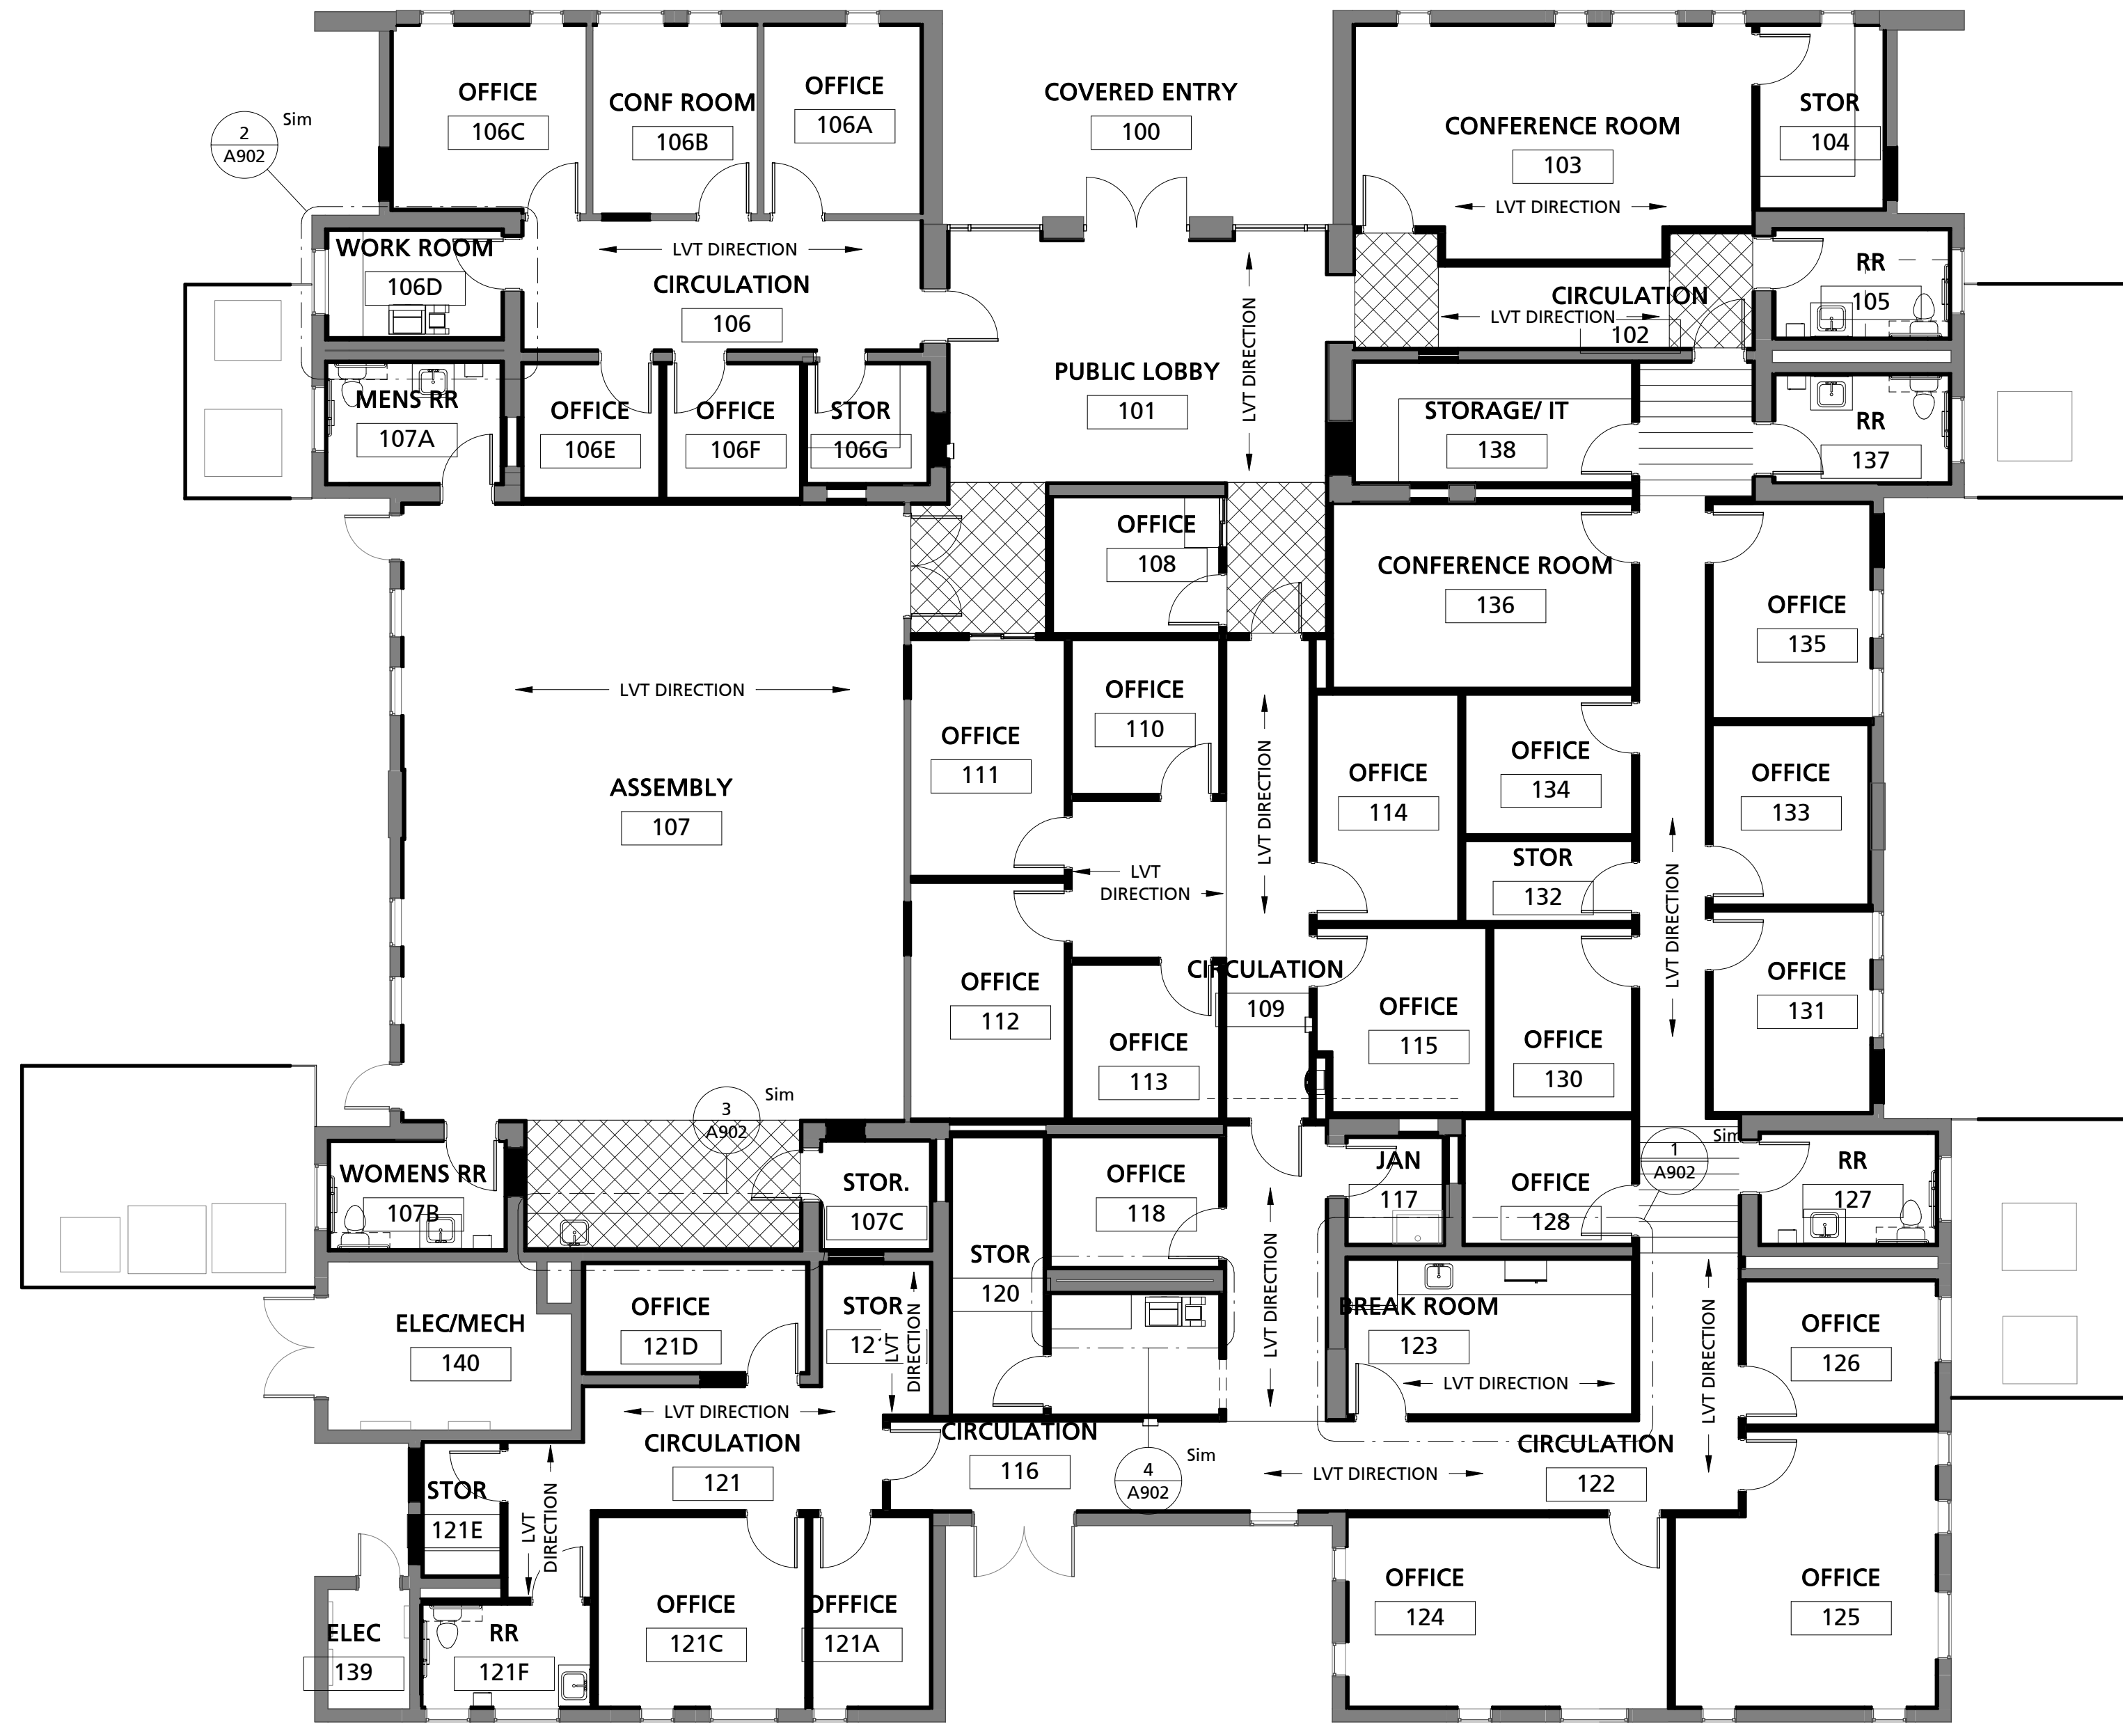 OFFICE
106C
CONF ROOM
106B
OFFICE
106A
COVERED ENTRY
100
CONFERENCE ROOM
103
LVT DIRECTION
STOR
104
2
A902
Sim
WORK ROOM
106D
LVT DIRECTION
CIRCULATION
106
LVT DIRECTION
PUBLIC LOBBY
101
CIRCULATION
LVT DIRECTION
102
RR
105
MENS RR
107A
OFFICE
106E
OFFICE
106F
STOR
106G
STORAGE/ IT
138
RR
137
OFFICE
108
CONFERENCE ROOM
136
OFFICE
135
LVT DIRECTION
ASSEMBLY
107
OFFICE
111
OFFICE
110
LVT DIRECTION
OFFICE
114
OFFICE
134
OFFICE
133
STOR
132
LVT
DIRECTION
LVT DIRECTION
OFFICE
112
OFFICE
113
CIRCULATION
109
OFFICE
115
OFFICE
130
OFFICE
131
3
A902
Sim
WOMENS RR
107B
STOR.
107C
OFFICE
118
JAN
117
OFFICE
128
1
A902
Sim
RR
127
STOR
120
LVT DIRECTION
BREAK ROOM
123
LVT DIRECTION
LVT DIRECTION
OFFICE
126
ELEC/MECH
140
OFFICE
121D
STOR
LVT
DIRECTION
LVT DIRECTION
CIRCULATION
121
CIRCULATION
116
4
A902
Sim
LVT DIRECTION
CIRCULATION
122
STOR
121E
LVT
DIRECTION
ELEC
139
RR
121F
OFFICE
121C
OFFFICE
121A
OFFICE
124
OFFICE
125